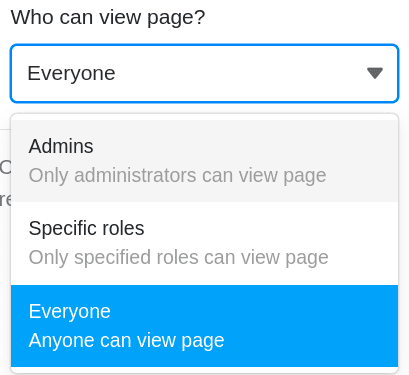 Who can view page?
Everyone
Admins
Only administrators can view page
Specific roles
Only specified roles can view page
Everyone
Anyone can view page